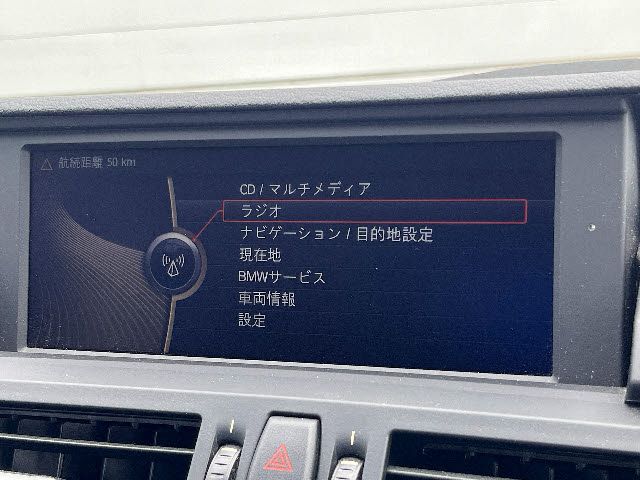 航続距離 50 km
CD / マルチメディア
ラジオ
ナビゲーション / 目的地設定
現在地
BMWサービス
車両情報
設定